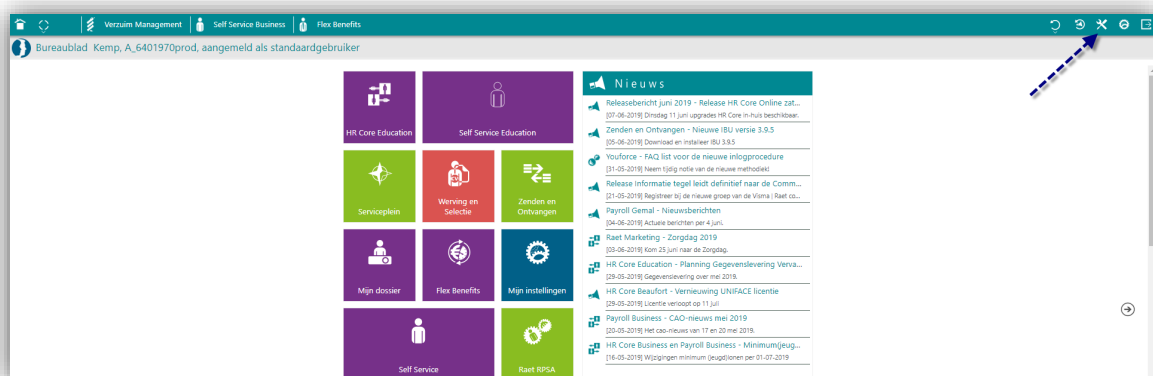 Verzuim Management
Self Service Business
Flex Benefits
Bureaublad Kemp, A_6401970prod, aangemeld als standaardgebruiker
HR Core Education
Self Service Education
Serviceplein
Werving en
Selectie
Zenden en
Ontvangen
Mijn dossier
Flex Benefits
Mijn instellingen
Self Service
Raet RPSA
Nieuws
Releasebericht juni 2019 - Release HR Core Online zat...
[07-06-2019] Dinsdag 11 juni upgrades HR Core in-huis beschikbaar.
Zenden en Ontvangen - Nieuwe IBU versie 3.9.5
[05-06-2019] Download en installeer IBU 3.9.5
Youforce - FAQ list voor de nieuwe inlogprocedure
[31-05-2019] Neem tijdig notie van de nieuwe methodiek!
Release Informatie tegel leidt definitief naar de Comm...
[21-05-2019] Registreer bij de nieuwe groep van de Visma | Raet co...
Payroll Gemal - Nieuwsberichten
[04-06-2019] Actuele berichten per 4 juni.
Raet Marketing - Zorgdag 2019
[03-06-2019] Kom 25 juni naar de Zorgdag.
HR Core Education - Planning Gegevenslevering Verva...
[29-05-2019] Gegevenslevering over mei 2019.
HR Core Beaufort - Vernieuwing UNIFACE licentie
[29-05-2019] Licentie verloopt op 11 jul!
Payroll Business - CAO-nieuws mei 2019
[20-05-2019] Het cao-nieuws van 17 en 20 mei 2019.
HR Core Business en Payroll Business - Minimum(jeug...
[16-05-2019] Wijzigingen minimum (jeugd)lonen per 01-07-2019